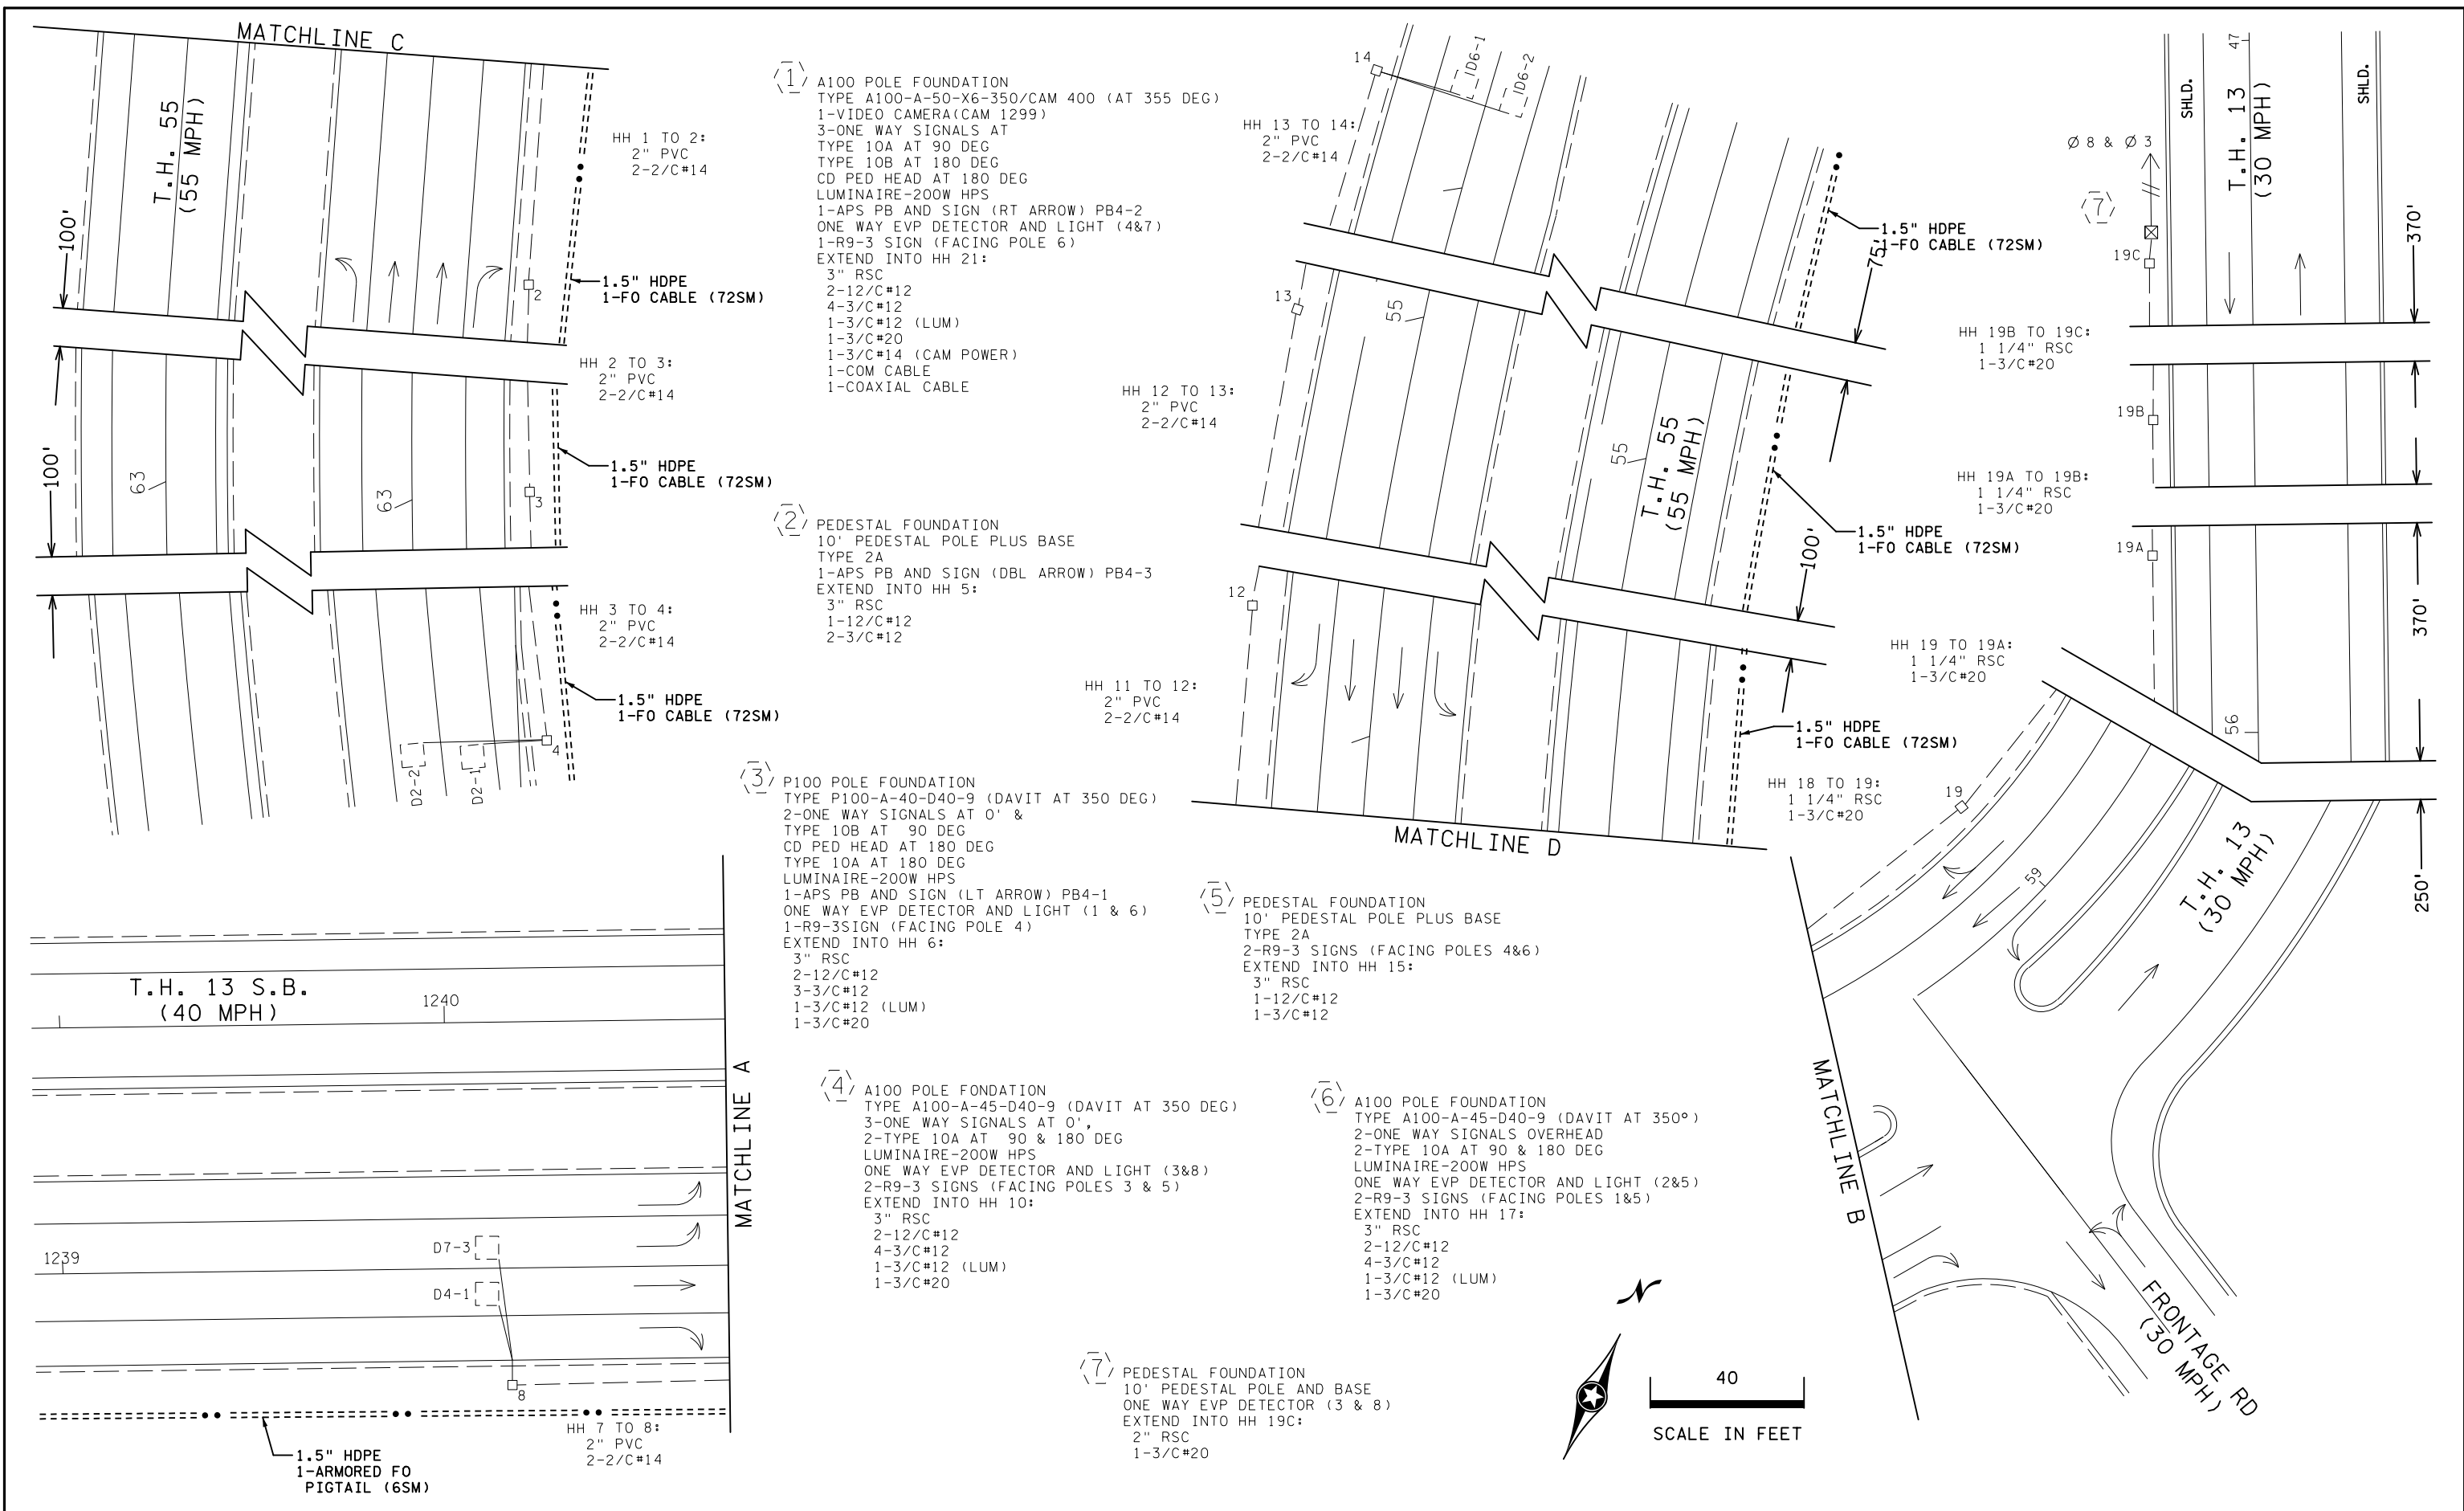 MATCHLINE C
T.H. 55
(55 MPH)
100'
HH 1 TO 2:
2" PVC
2-2/C#14
2
1.5" HDPE
1-FO CABLE (72SM)
HH 2 TO 3:
2" PVC
2-2/C#14
100'
63
63
3
1.5" HDPE
1-FO CABLE (72SM)
HH 3 TO 4:
2" PVC
2-2/C#14
1.5" HDPE
1-FO CABLE (72SM)
4
D2-2
D2-1
1
A100 POLE FOUNDATION
TYPE A100-A-50-X6-350/CAM 400 (AT 355 DEG)
1-VIDEO CAMERA(CAM 1299)
3-ONE WAY SIGNALS AT
TYPE 10A AT 90 DEG
TYPE 10B AT 180 DEG
CD PED HEAD AT 180 DEG
LUMINAIRE-200W HPS
1-APS PB AND SIGN (RT ARROW) PB4-2
ONE WAY EVP DETECTOR AND LIGHT (4&7)
1-R9-3 SIGN (FACING POLE 6)
EXTEND INTO HH 21:
3" RSC
2-12/C#12
4-3/C#12
1-3/C#12 (LUM)
1-3/C#20
1-3/C#14 (CAM POWER)
1-COM CABLE
1-COAXIAL CABLE
2
PEDESTAL FOUNDATION
10' PEDESTAL POLE PLUS BASE
TYPE 2A
1-APS PB AND SIGN (DBL ARROW) PB4-3
EXTEND INTO HH 5:
3" RSC
1-12/C#12
2-3/C#12
3
P100 POLE FOUNDATION
TYPE P100-A-40-D40-9 (DAVIT AT 350 DEG)
2-ONE WAY SIGNALS AT 0' &
TYPE 10B AT 90 DEG
CD PED HEAD AT 180 DEG
TYPE 10A AT 180 DEG
LUMINAIRE-200W HPS
1-APS PB AND SIGN (LT ARROW) PB4-1
ONE WAY EVP DETECTOR AND LIGHT (1 & 6)
1-R9-3SIGN (FACING POLE 4)
EXTEND INTO HH 6:
3" RSC
2-12/C#12
3-3/C#12
1-3/C#12 (LUM)
1-3/C#20
4
A100 POLE FONDATION
TYPE A100-A-45-D40-9 (DAVIT AT 350 DEG)
3-ONE WAY SIGNALS AT 0',
2-TYPE 10A AT 90 & 180 DEG
LUMINAIRE-200W HPS
ONE WAY EVP DETECTOR AND LIGHT (3&8)
2-R9-3 SIGNS (FACING POLES 3 & 5)
EXTEND INTO HH 10:
3" RSC
2-12/C#12
4-3/C#12
1-3/C#12 (LUM)
1-3/C#20
5
PEDESTAL FOUNDATION
10' PEDESTAL POLE PLUS BASE
TYPE 2A
2-R9-3 SIGNS (FACING POLES 4&6)
EXTEND INTO HH 15:
3" RSC
1-12/C#12
1-3/C#12
6
A100 POLE FOUNDATION
TYPE A100-A-45-D40-9 (DAVIT AT 350°)
2-ONE WAY SIGNALS OVERHEAD
2-TYPE 10A AT 90 & 180 DEG
LUMINAIRE-200W HPS
ONE WAY EVP DETECTOR AND LIGHT (2&5)
2-R9-3 SIGNS (FACING POLES 1&5)
EXTEND INTO HH 17:
3" RSC
2-12/C#12
4-3/C#12
1-3/C#12 (LUM)
1-3/C#20
7
PEDESTAL FOUNDATION
10' PEDESTAL POLE AND BASE
ONE WAY EVP DETECTOR (3 & 8)
EXTEND INTO HH 19C:
2" RSC
1-3/C#20
T.H. 13 S.B.
(40 MPH)
1240
1239
D7-3
D4-1
8
MATCHLINE A
HH 7 TO 8:
2" PVC
2-2/C#14
1.5" HDPE
1-ARMORED FO
PIGTAIL (6SM)
14
ID6-1
ID6-2
HH 13 TO 14:
2" PVC
2-2/C#14
1.5" HDPE
1-FO CABLE (72SM)
75'
13
55
HH 12 TO 13:
2" PVC
2-2/C#14
55
T.H. 55
(55 MPH)
1.5" HDPE
1-FO CABLE (72SM)
100'
12
HH 11 TO 12:
2" PVC
2-2/C#14
1.5" HDPE
1-FO CABLE (72SM)
MATCHLINE D
SHLD.
47
T.H. 13
(30 MPH)
SHLD.
Ø 8 & Ø 3
7
19C
370'
HH 19B TO 19C:
1 1/4" RSC
1-3/C#20
19B
HH 19A TO 19B:
1 1/4" RSC
1-3/C#20
19A
370'
HH 19 TO 19A:
1 1/4" RSC
1-3/C#20
56
HH 18 TO 19:
1 1/4" RSC
1-3/C#20
19
59
T.H. 13
(30 MPH)
250'
MATCHLINE B
FRONTAGE RD
(30 MPH)
N
40
SCALE IN FEET